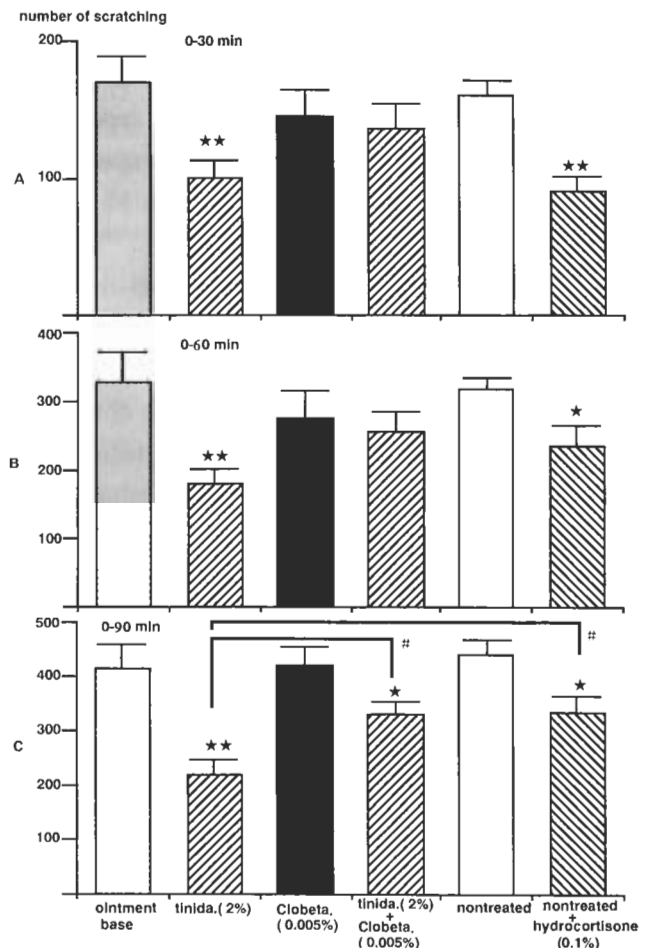 number of scratching
200
0-30 min
★★
★★
A
100
400
0-60 min
300
★
★★
B
200
100
500
0-90 min
#
#
400
★
★
★★
C
300
200
100
ointment
base
tinida.(2%)
Clobeta.
(0.005%)
tinida.(2%)
+
Clobeta.
(0.005%)
nontreated
nontreated
+
hydrocortisone
(0.1%)